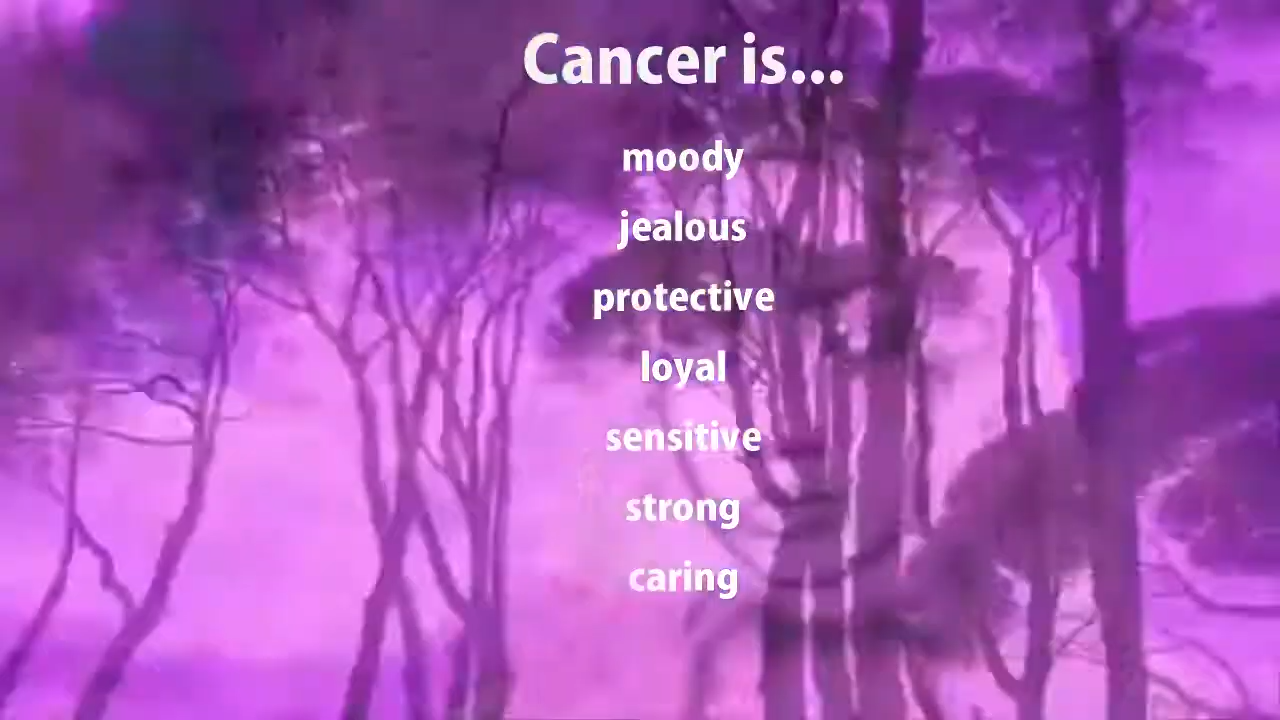 Cancer is...
moody
jealous
protective
loyal
sensitive
strong
caring